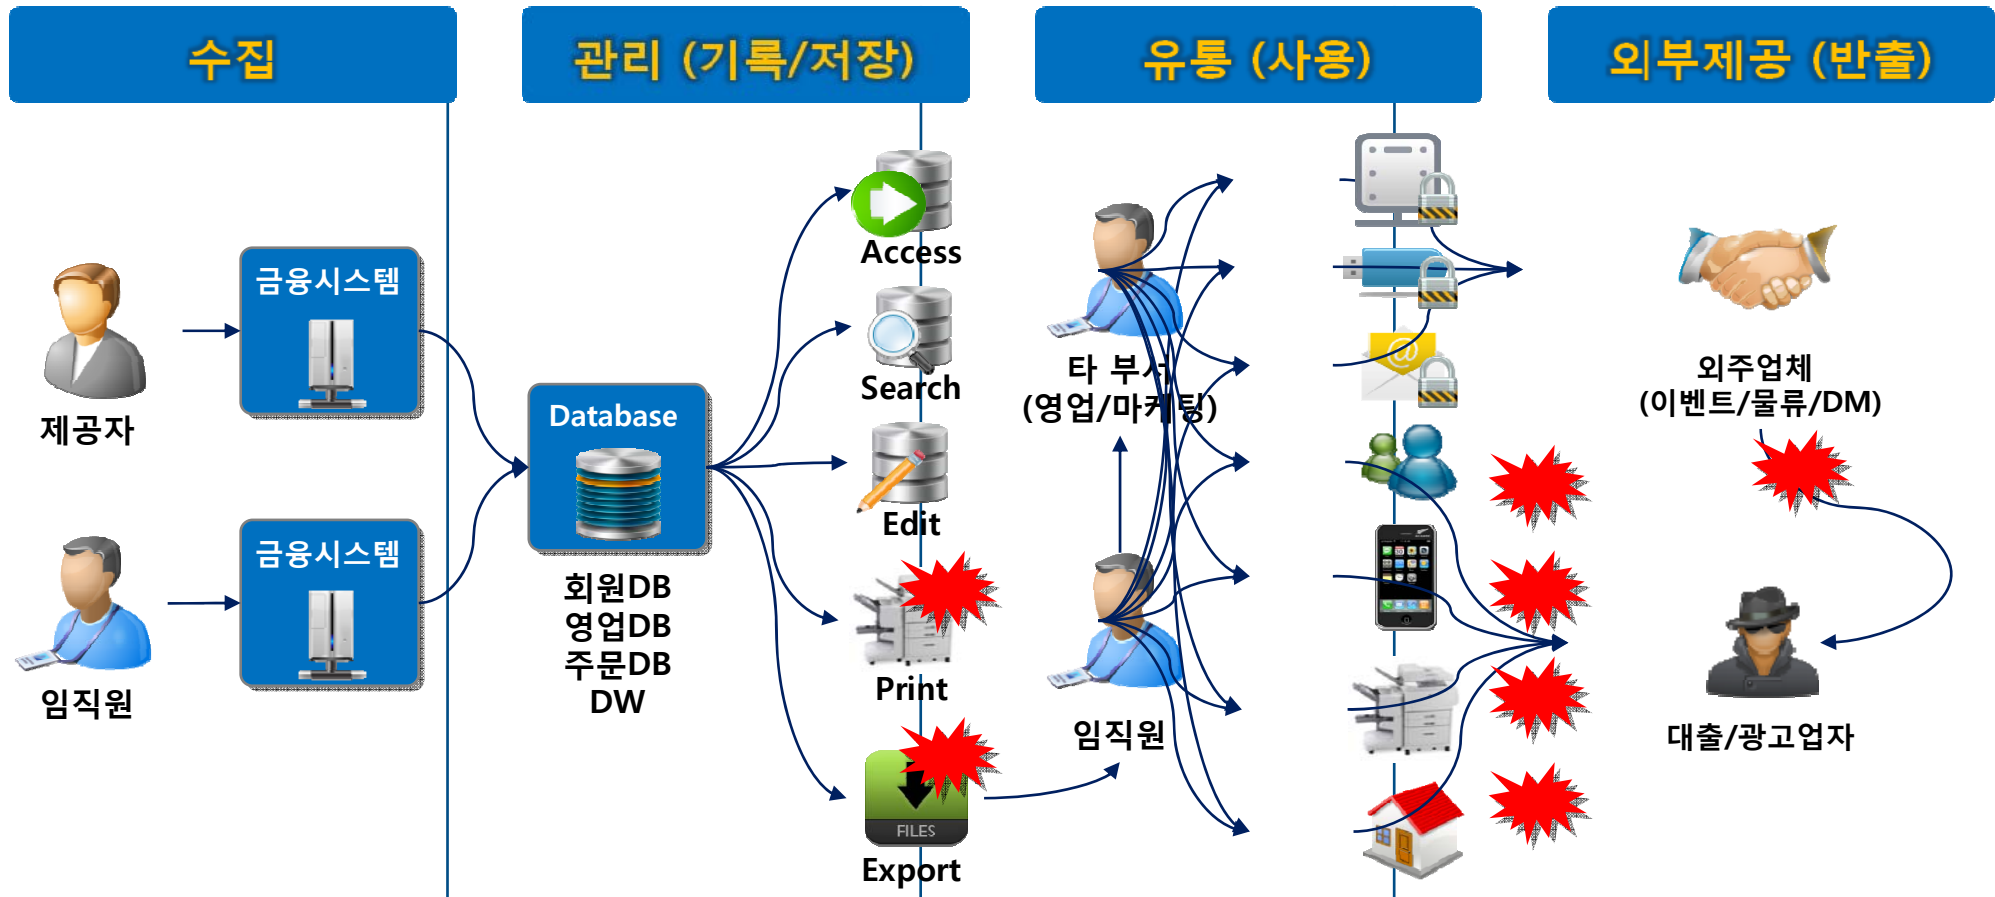 수집
관리 (기록/저장)
유통 (사용)
외부제공 (반출)
제공자
금융시스템
임직원
금융시스템
Database
회원DB
영업DB
주문DB
DW
Access
Search
Edit
Print
FILES
Export
타 부서
(영업/마케팅)
임직원
@
외주업체
(이벤트/물류/DM)
대출/광고업자